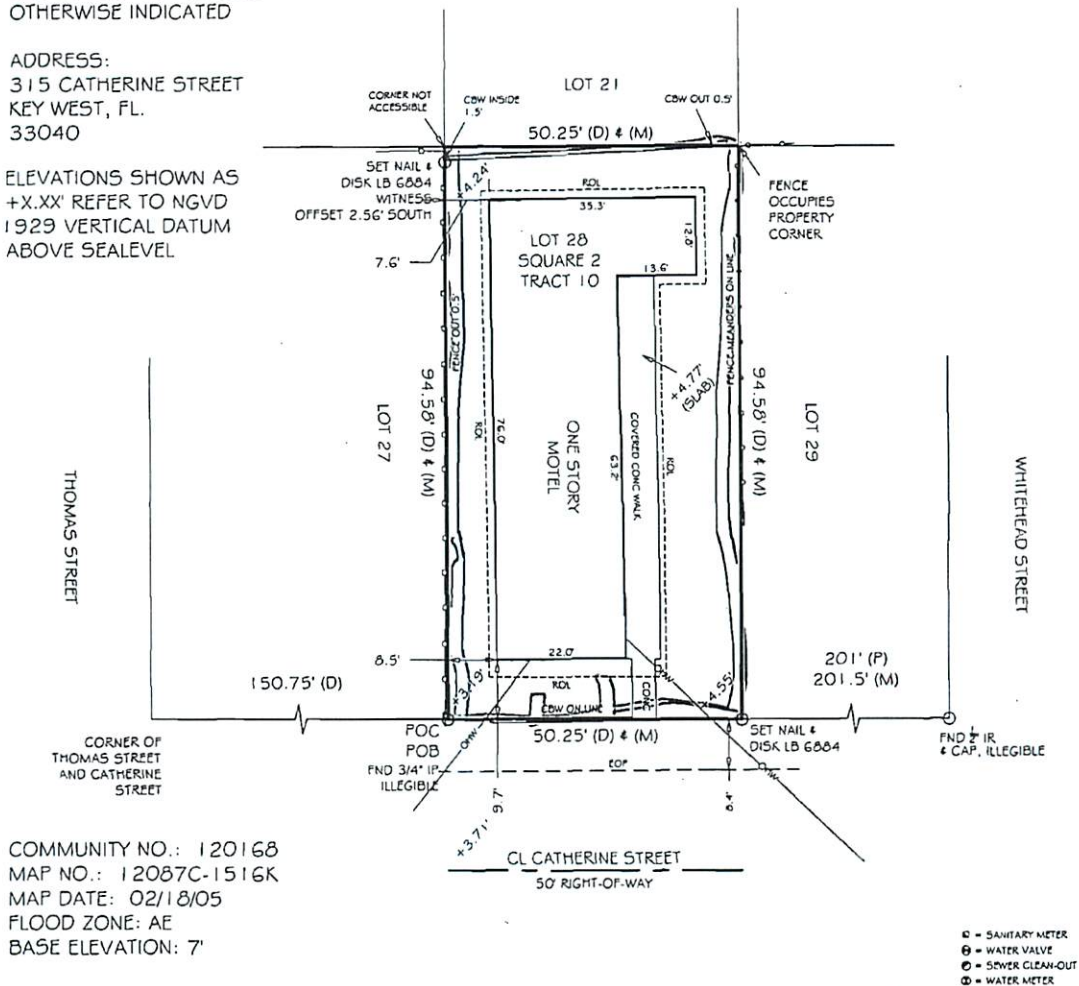 OTHERWISE INDICATED
ADDRESS:
315 CATHERINE STREET
KEY WEST, FL.
33040
ELEVATIONS SHOWN AS
+X.XX' REFER TO NGVD
1929 VERTICAL DATUM
ABOVE SEALEVEL
LOT 21
CORNER NOT
ACCESSIBLE
CBW INSIDE
1.5'
CBW OUT 0.5'
50.25' (D) & (M)
SET NAIL &
DISK LB 6884
WITNESS
OFFSET 2.56' SOUTH
+4.24'
ROL
35.3'
FENCE
OCCUPIES
PROPERTY
CORNER
7.6'
LOT 28
SQUARE 2
TRACT 10
12.0'
13.6'
FENCE OUT 0.5'
FENCE MEANDERS ON LINE
+4.77'
(SLAB)
LOT 27
94.58' (D) & (M)
ROL
76.0'
ONE STORY
MOTEL
63.2'
COVERED CONC WALK
ROL
94.58' (D) & (M)
LOT 29
THOMAS STREET
WHITEHEAD STREET
8.5'
22.0'
ROL
+3.19'
CONC
+4.55'
OHW
CBW ON LINE
150.75' (D)
201' (P)
201.5' (M)
CORNER OF
THOMAS STREET
AND CATHERINE
STREET
POC
POB
FND 3/4" IP
ILLEGIBLE
50.25' (D) & (M)
SET NAIL &
DISK LB 6884
FND ½" IR
& CAP, ILLEGIBLE
OHW
EOP
OHW
9.7'
8.4'
+3.71'
CL CATHERINE STREET
50' RIGHT-OF-WAY
COMMUNITY NO.: 120168
MAP NO.: 12087C-1516K
MAP DATE: 02/18/05
FLOOD ZONE: AE
BASE ELEVATION: 7'
= SANITARY METER
= WATER VALVE
= SEWER CLEAN-OUT
= WATER METER